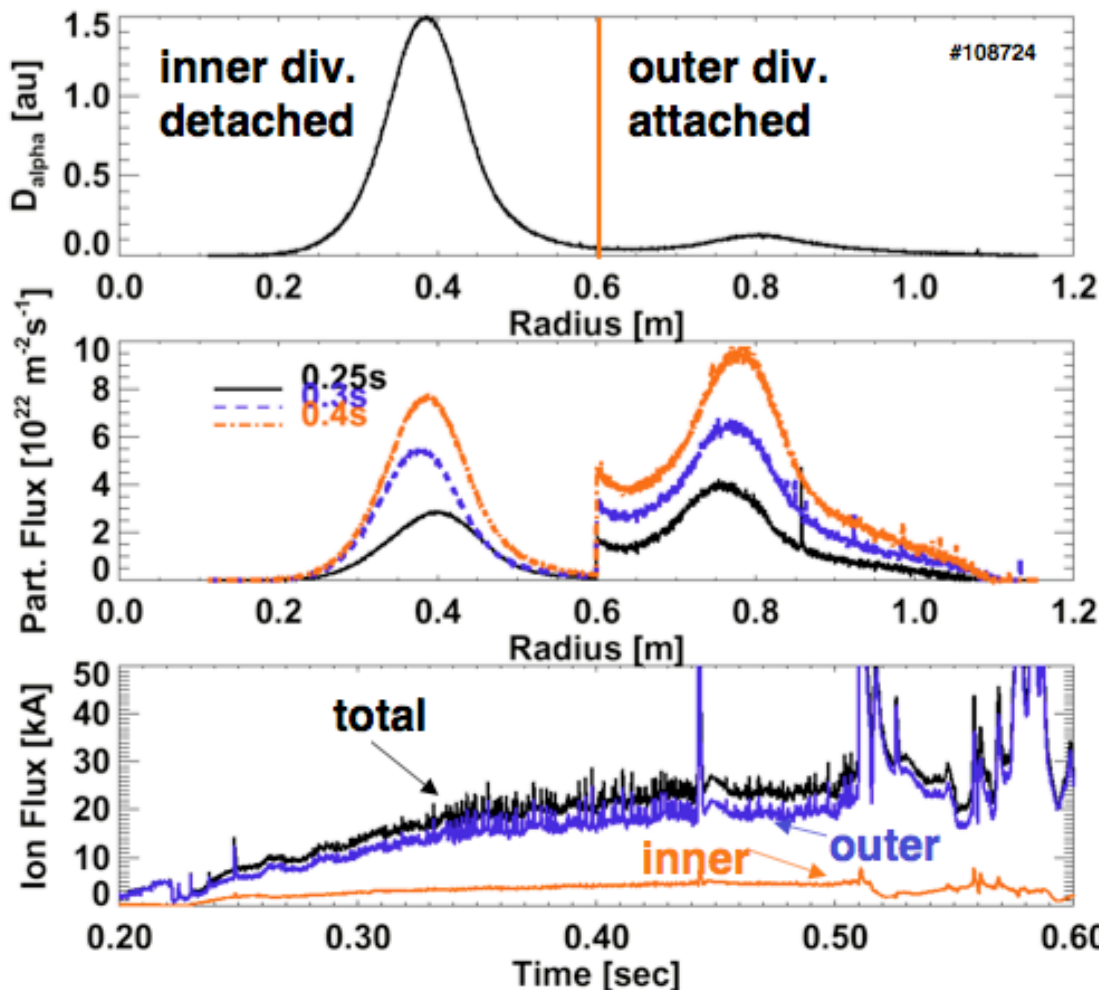 D_alpha [au]
1.5
1.0
0.5
0.0
inner div.
detached
outer div.
attached
#108724
0.0 0.2 0.4 0.6 0.8 1.0 1.2
Radius [m]
Part. Flux [10²² m⁻²s⁻¹]
10
8
6
4
2
0
0.25s
0.3s
0.4s
0.0 0.2 0.4 0.6 0.8 1.0 1.2
Radius [m]
Ion Flux [kA]
50
40
30
20
10
0
total
outer
inner
0.20 0.30 0.40 0.50 0.60
Time [sec]